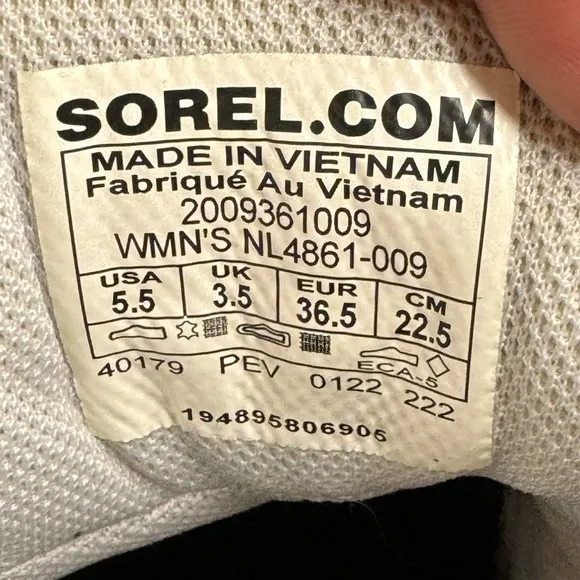 SOREL.COM
MADE IN VIETNAM
Fabriqué Au Vietnam
2009361009
WMN'S NL4861-009
USA UK EUR CM
5.5 3.5 36.5 22.5
ECA-5
40179 PEV 0122 222
194895806905